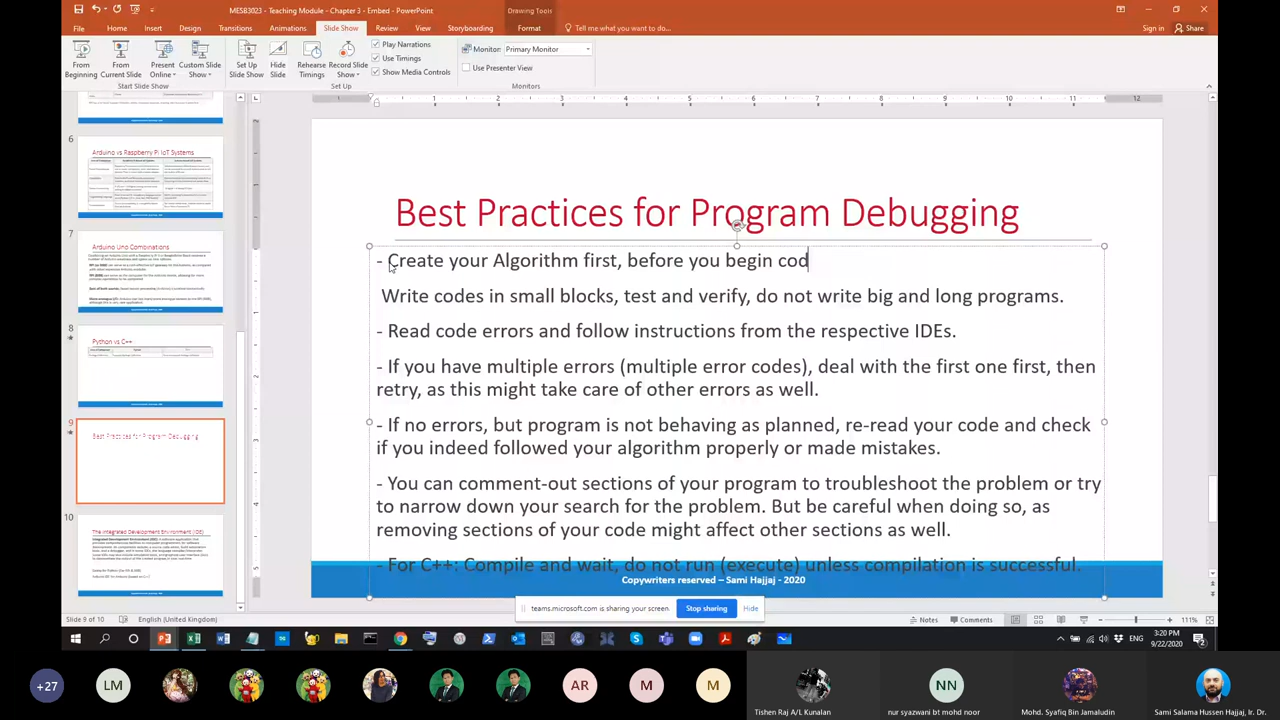 MESB3023 - Teaching Module - Chapter 3 - Embed - PowerPoint
Drawing Tools
File
Home
Insert
Design
Transitions
Animations
Slide Show
Review
View
Storyboarding
Format
Tell me what you want to do...
Sign in
Share
From Beginning
From Current Slide
Present Online
Custom Slide Show
Set Up Slide Show
Hide Slide
Rehearse Timings
Record Slide Show
Play Narrations
Use Timings
Show Media Controls
Monitor:
Primary Monitor
Use Presenter View
Start Slide Show
Set Up
Monitors
6
Arduino vs Raspberry Pi IoT Systems
7
Arduino Uno Combinations
8
Python vs C++
9
Best Practices for Program Debugging
10
The Integrated Development Environment (IDE)
Best Practices for Program Debugging
- Create your Algorithm first, before you begin cod
Write codes in small blocks, test and verify, do not write big and long programs.
- Read code errors and follow instructions from the respective IDEs.
- If you have multiple errors (multiple error codes), deal with the first one first, then
retry, as this might take care of other errors as well.
- If no errors, but program is not behaving as planned, re-read your code and check
if you indeed followed your algorithm properly or made mistakes.
- You can comment-out sections of your program to troubleshoot the problem or try
to narrow down your search for the problem. But be careful when doing so, as
removing sections of your code might affect other routines as well.
- For C++: Compile and wait, do not run (execute) unless compilation is successful.
Copywriters reserved – Sami Hajjaj - 2020
teams.microsoft.com is sharing your screen.
Stop sharing
Hide
Slide 9 of 10
English (United Kingdom)
Notes
Comments
111%
ENG
3:20 PM
9/22/2020
+27
LM
AR
M
M
NN
Tishen Raj A/L Kunalan
nur syazwani bt mohd noor
Mohd. Syafiq Bin Jamaludin
Sami Salama Hussen Hajjaj, Ir. Dr.